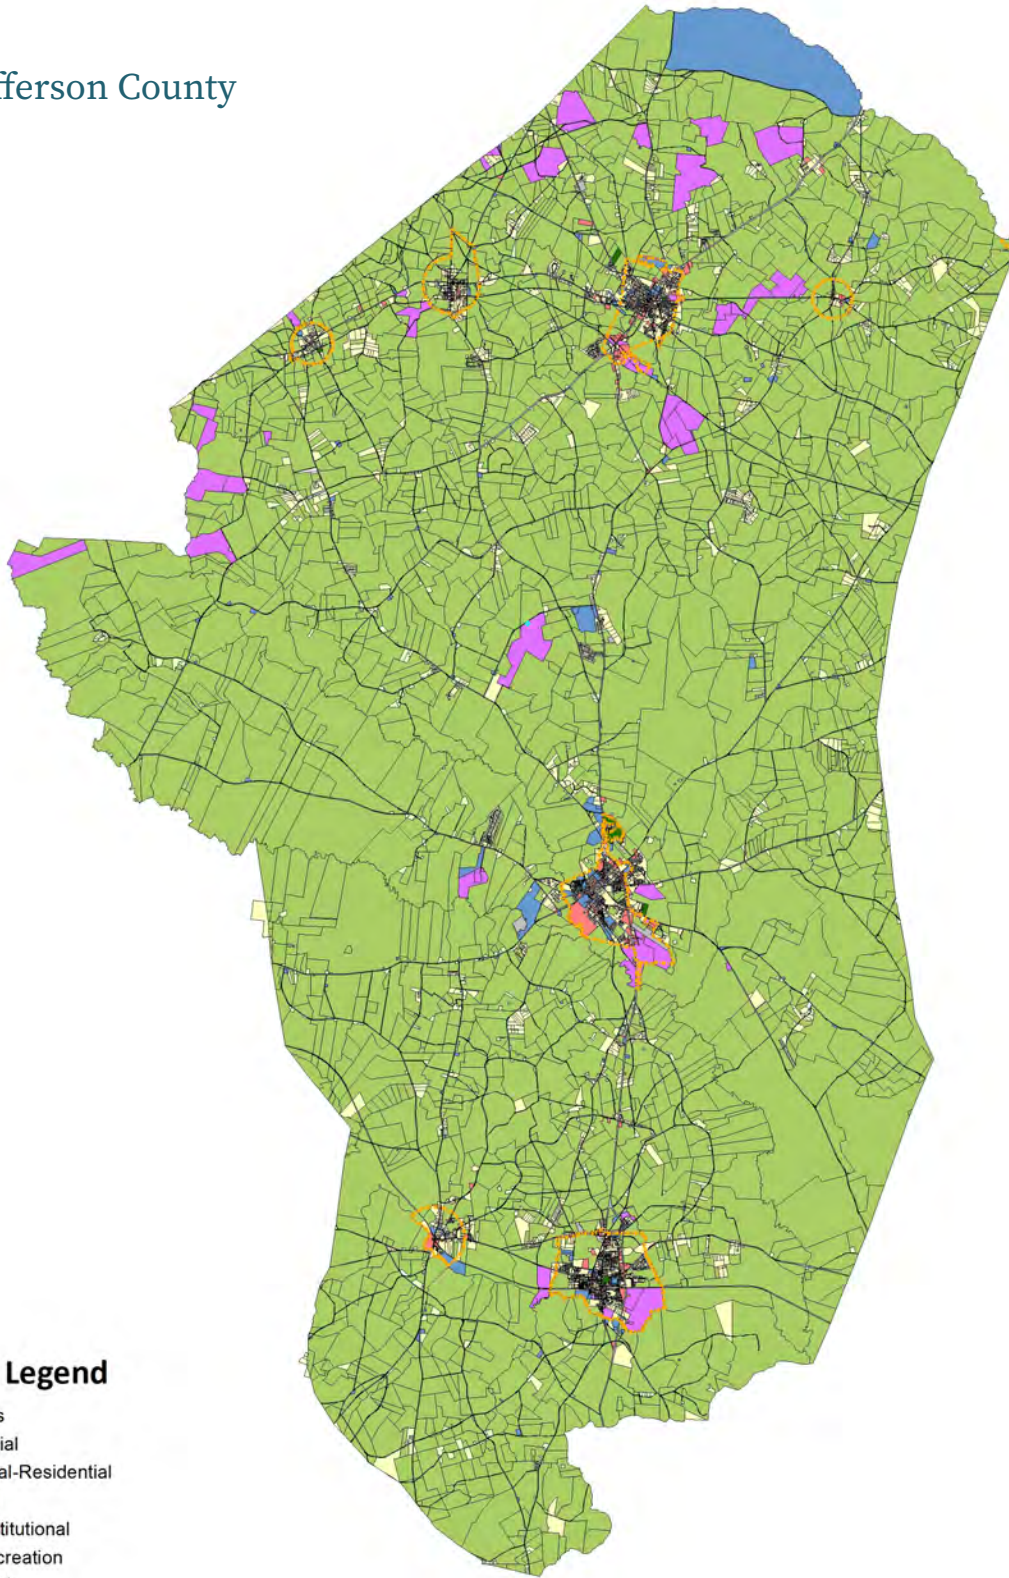 fferson County
Legend
s
ial
al-Residential
titutional
creation